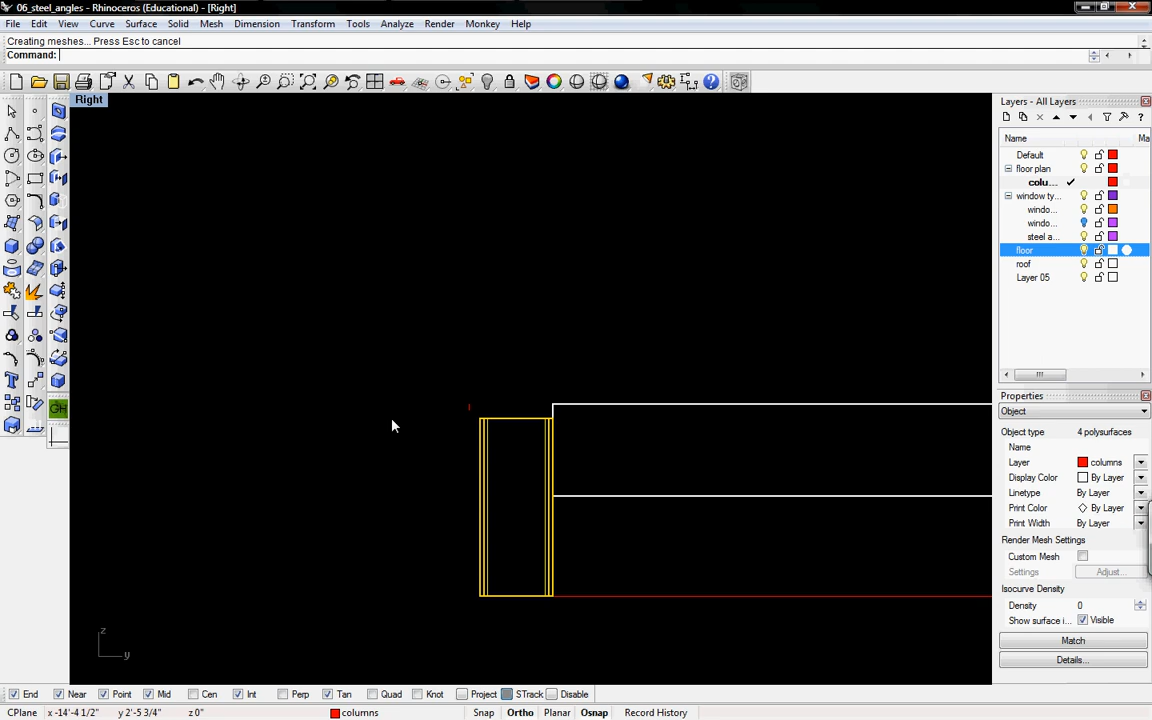 06_steel_angles - Rhinoceros (Educational) - [Right]
File Edit View Curve Surface Solid Mesh Dimension Transform Tools Analyze Render Monkey Help
Creating meshes... Press Esc to cancel
Command:
Right
Layers - All Layers
Name Ma
Default
floor plan
colu...
window ty...
windo...
windo...
steel a...
floor
roof
Layer 05
Properties
Object
Object type 4 polysurfaces
Name
Layer columns
Display Color By Layer
Linetype By Layer
Print Color By Layer
Print Width By Layer
Render Mesh Settings
Custom Mesh
Settings Adjust...
Isocurve Density
Density 0
Show surface i... Visible
Match
Details...
GH
z
y
End Near Point Mid Cen Int Perp Tan Quad Knot Project STrack Disable
CPlane x -14'-4 1/2" y 2'-5 3/4" z 0" columns Snap Ortho Planar Osnap Record History